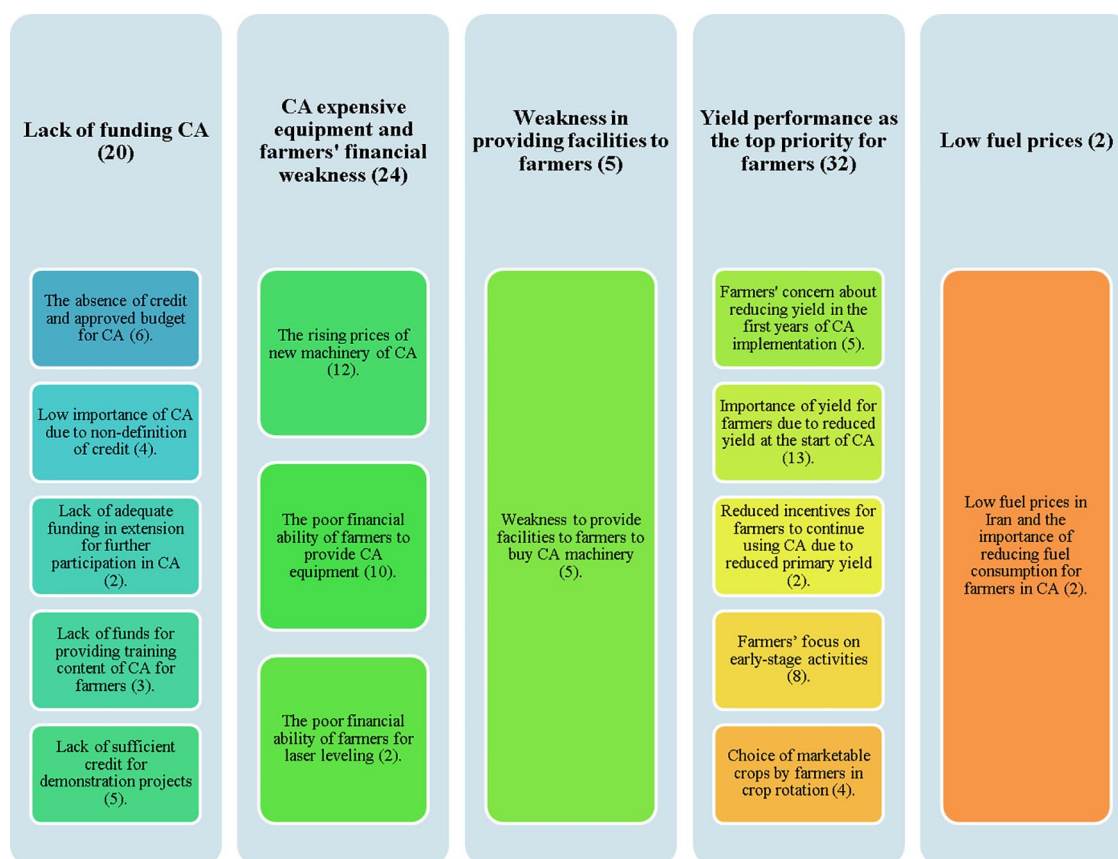 Lack of funding CA
(20)
The absence of credit
and approved budget
for CA (6).
Low importance of CA
due to non-definition
of credit (4).
Lack of adequate
funding in extension
for further
participation in CA
(2).
Lack of funds for
providing training
content of CA for
farmers (3).
Lack of sufficient
credit for
demonstration projects
(5).
CA expensive
equipment and
farmers' financial
weakness (24)
The rising prices of
new machinery of CA
(12).
The poor financial
ability of farmers to
provide CA
equipment (10).
The poor financial
ability of farmers for
laser leveling (2).
Weakness in
providing facilities to
farmers (5)
Weakness to provide
facilities to farmers to
buy CA machinery
(5).
Yield performance as
the top priority for
farmers (32)
Farmers' concern about
reducing yield in the
first years of CA
implementation (5).
Importance of yield for
farmers due to reduced
yield at the start of CA
(13).
Reduced incentives for
farmers to continue
using CA due to
reduced primary yield
(2).
Farmers’ focus on
early-stage activities
(8).
Choice of marketable
crops by farmers in
crop rotation (4).
Low fuel prices (2)
Low fuel prices in
Iran and the
importance of
reducing fuel
consumption for
farmers in CA (2).